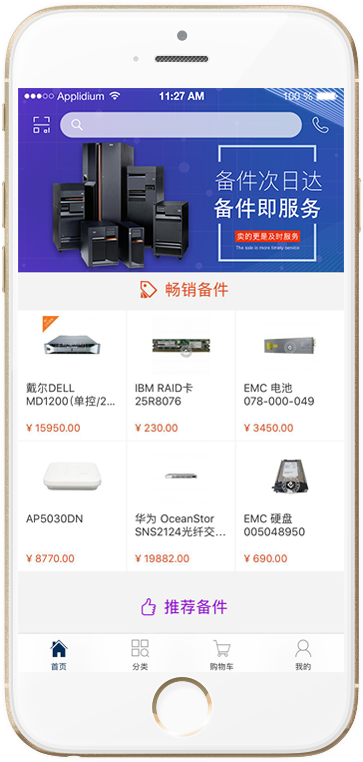 Applidium
11:27 AM
100 %
备件次日达
备件即服务
卖的更是及时服务
The sale is more timely service
畅销备件
戴尔DELL
MD1200(单控/2...
¥ 15950.00
IBM RAID卡
25R8076
¥ 230.00
EMC 电池
078-000-049
¥ 3450.00
AP5030DN
¥ 8770.00
华为 OceanStor
SNS2124光纤交...
¥ 19882.00
EMC 硬盘
005048950
¥ 690.00
推荐备件
首页
分类
购物车
我的